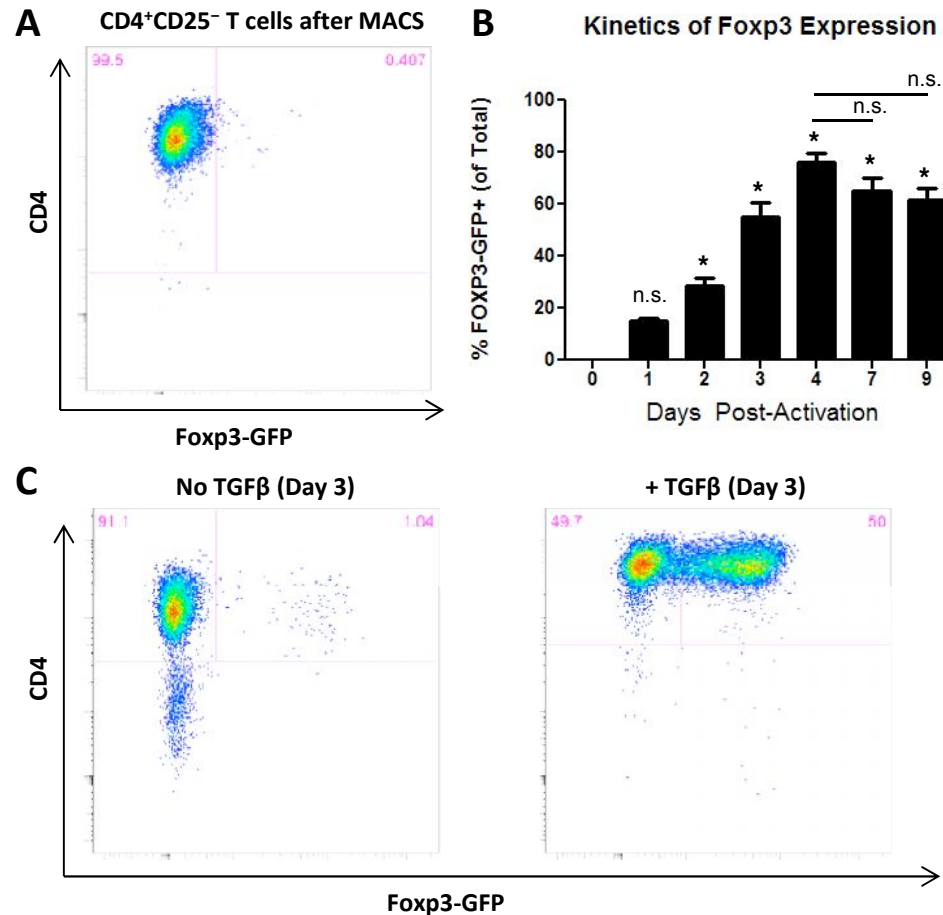 A
CD4⁺CD25⁻ T cells after MACS
99.5
0.407
CD4
Foxp3-GFP
B
Kinetics of Foxp3 Expression
% FOXP3-GFP+ (of Total)
100
80
60
40
20
0
n.s.
*
*
*
*
*
n.s.
n.s.
0 1 2 3 4 7 9
Days Post-Activation
C
No TGFβ (Day 3)
91.1
1.04
+ TGFβ (Day 3)
49.7
50
CD4
Foxp3-GFP